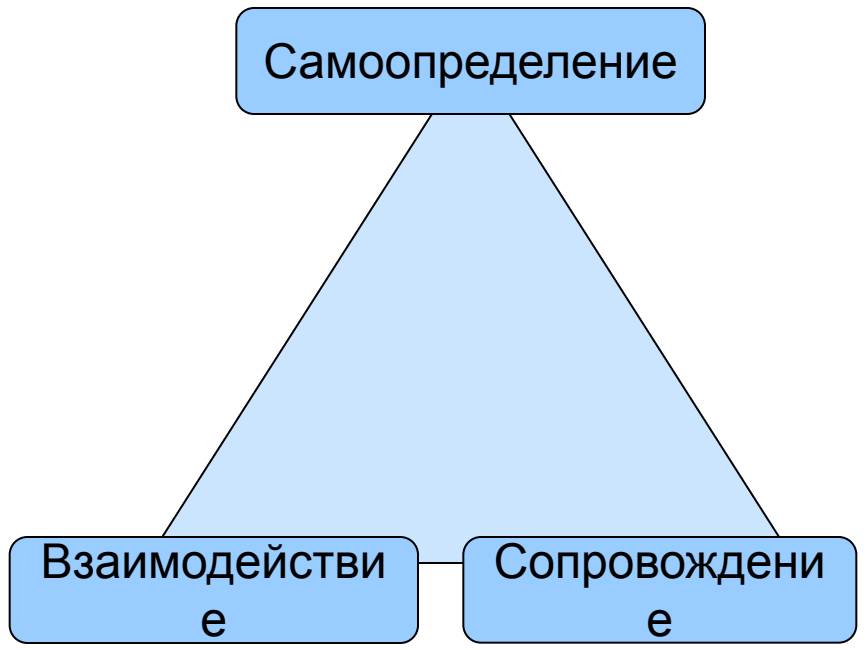 Самоопределение
Взаимодействи
е
Сопровождени
е